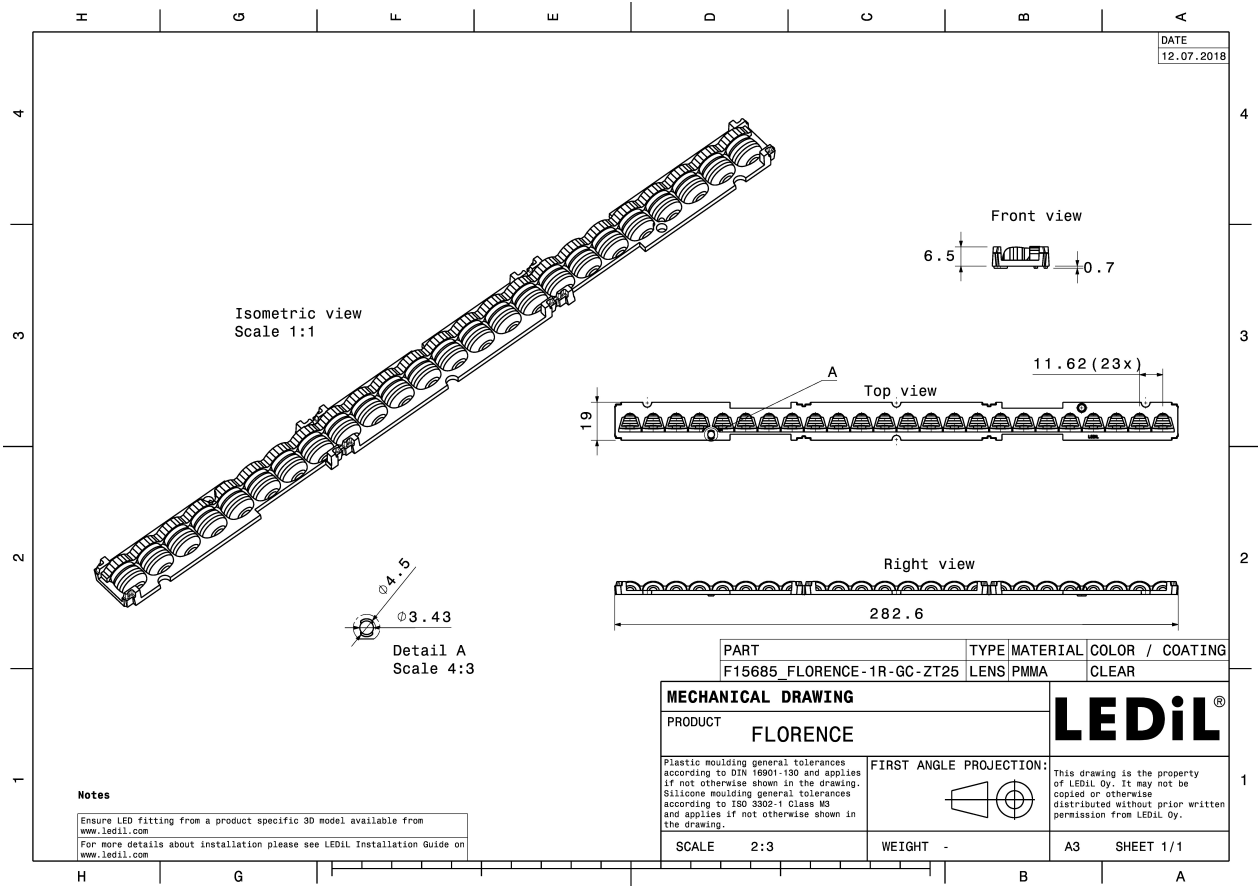 H G F E D C B A
DATE
12.07.2018
4 4
Front view
6.5
0.7
Isometric view
Scale 1:1
3 3
11.62(23x)
A
Top view
19
LEDiL
2 2
Right view
282.6
Ø4.5
Ø3.43
Detail A
Scale 4:3
PART TYPE MATERIAL COLOR / COATING
F15685_FLORENCE-1R-GC-ZT25 LENS PMMA CLEAR
MECHANICAL DRAWING
PRODUCT
FLORENCE
LEDiL®
Plastic moulding general tolerances
according to DIN 16901-130 and applies
if not otherwise shown in the drawing.
Silicone moulding general tolerances
according to ISO 3302-1 Class M3
and applies if not otherwise shown in
the drawing.
FIRST ANGLE PROJECTION:
This drawing is the property
of LEDiL Oy. It may not be
copied or otherwise
distributed without prior written
permission from LEDiL Oy.
1 1
Notes
Ensure LED fitting from a product specific 3D model available from
www.ledil.com
For more details about installation please see LEDiL Installation Guide on
www.ledil.com
SCALE 2:3 WEIGHT - A3 SHEET 1/1
H G B A